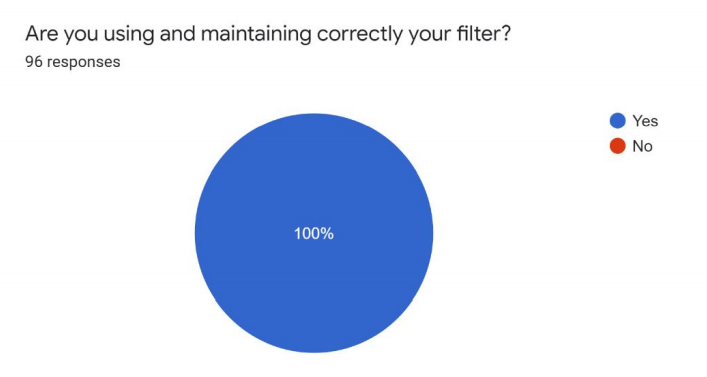 Are you using and maintaining correctly your filter?
96 responses
Yes
No
100%